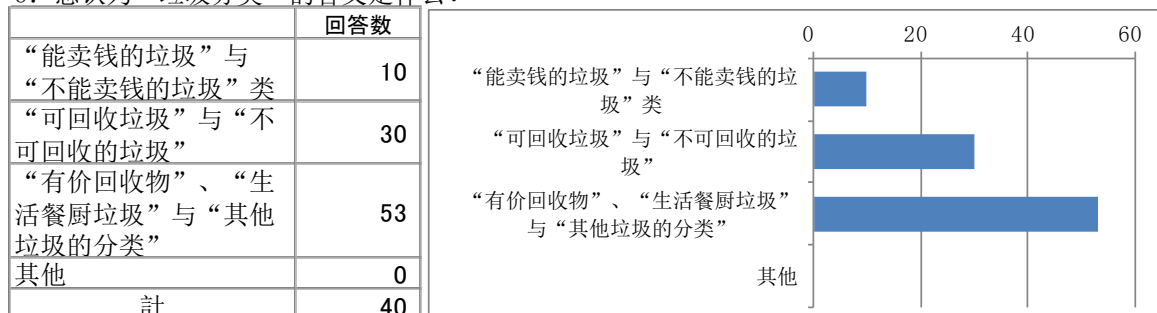 回答数
“能卖钱的垃圾”与
“不能卖钱的垃圾”类
10
“可回收垃圾”与“不
可回收的垃圾”
30
“有价回收物”、“生
活餐厨垃圾”与“其他
垃圾的分类”
53
其他
0
計
40
0 20 40 60
“能卖钱的垃圾”与“不能卖钱的垃
圾”类
“可回收垃圾”与“不可回收的垃
圾”
“有价回收物”、“生活餐厨垃圾”
与“其他垃圾的分类”
其他